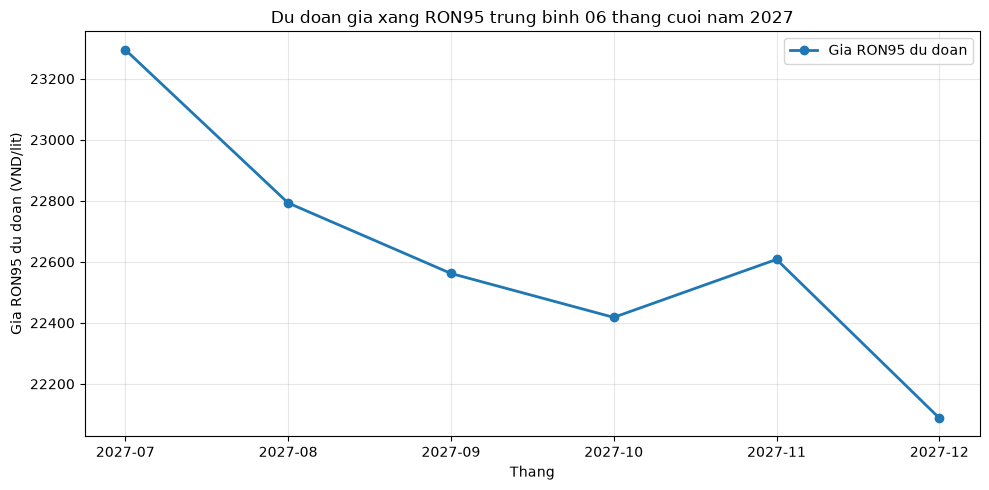 Du doan gia xang RON95 trung binh 06 thang cuoi nam 2027
Gia RON95 du doan
Gia RON95 du doan (VND/lit)
23200
23000
22800
22600
22400
22200
2027-07 2027-08 2027-09 2027-10 2027-11 2027-12
Thang